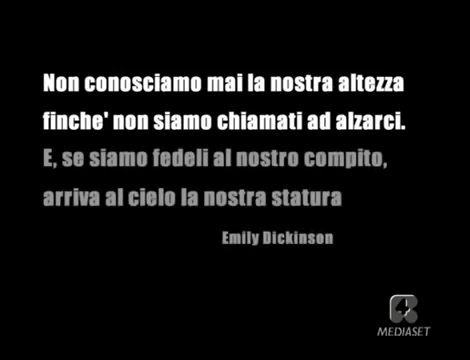 Non conosciamo mai la nostra altezza
finche' non siamo chiamati ad alzarci.
E, se siamo fedeli al nostro compito,
arriva al cielo la nostra statura
Emily Dickinson
4
MEDIASET